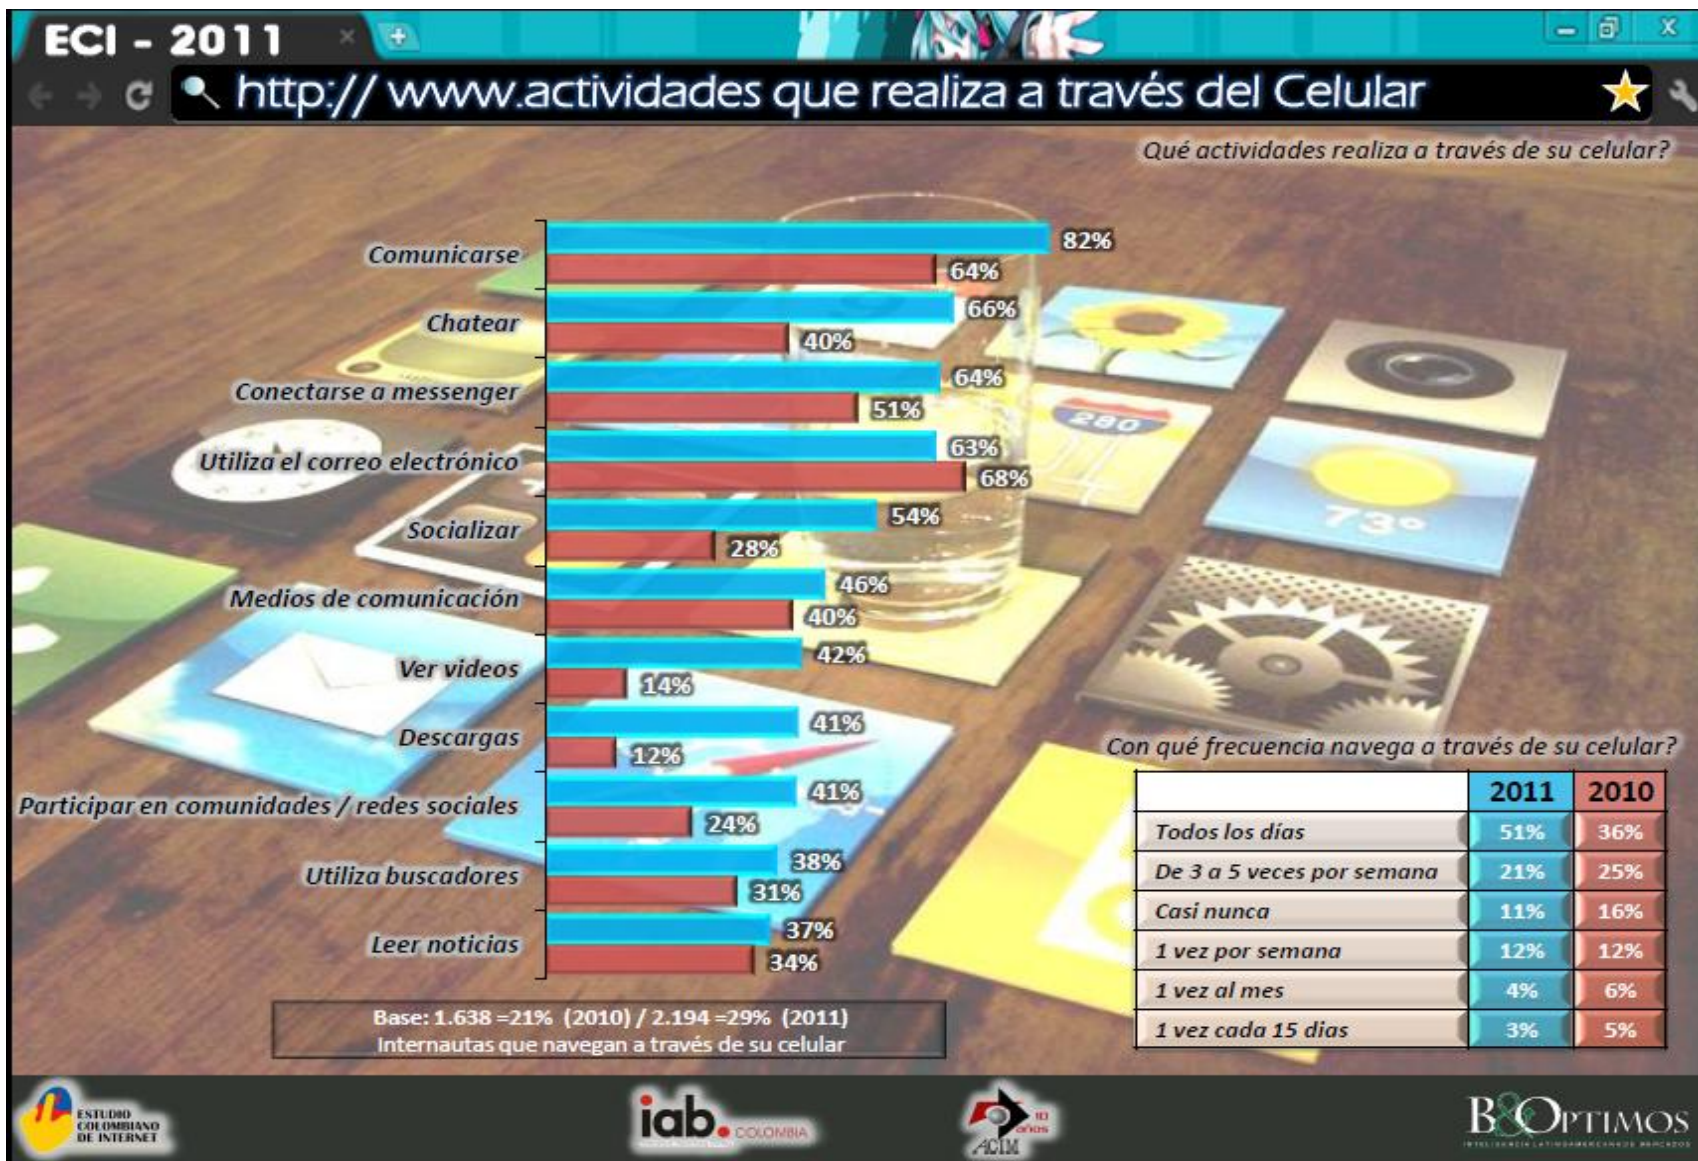 ECI - 2011
http:// www.actividades que realiza a través del Celular
Qué actividades realiza a través de su celular?
Comunicarse
82%
64%
Chatear
66%
40%
Conectarse a messenger
64%
51%
Utiliza el correo electrónico
63%
68%
Socializar
54%
28%
Medios de comunicación
46%
40%
Ver videos
42%
14%
Descargas
41%
12%
Participar en comunidades / redes sociales
41%
24%
Utiliza buscadores
38%
31%
Leer noticias
37%
34%
280
73°
Con qué frecuencia navega a través de su celular?
2011 2010
Todos los días 51% 36%
De 3 a 5 veces por semana 21% 25%
Casi nunca 11% 16%
1 vez por semana 12% 12%
1 vez al mes 4% 6%
1 vez cada 15 dias 3% 5%
Base: 1.638 =21% (2010) / 2.194 =29% (2011)
Internautas que navegan a través de su celular
ESTUDIO
COLOMBIANO
DE INTERNET
iab. COLOMBIA
10
años
ACIM
B&OPTIMOS